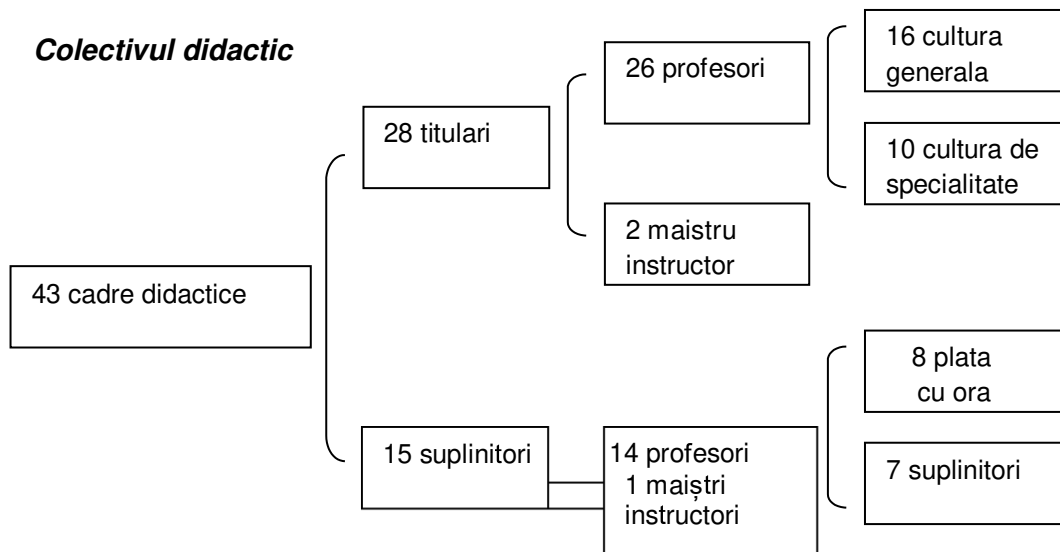 Colectivul didactic
43 cadre didactice
28 titulari
26 profesori
16 cultura
generala
10 cultura de
specialitate
2 maistru
instructor
15 suplinitori
14 profesori
1 maiștri
instructori
8 plata
cu ora
7 suplinitori